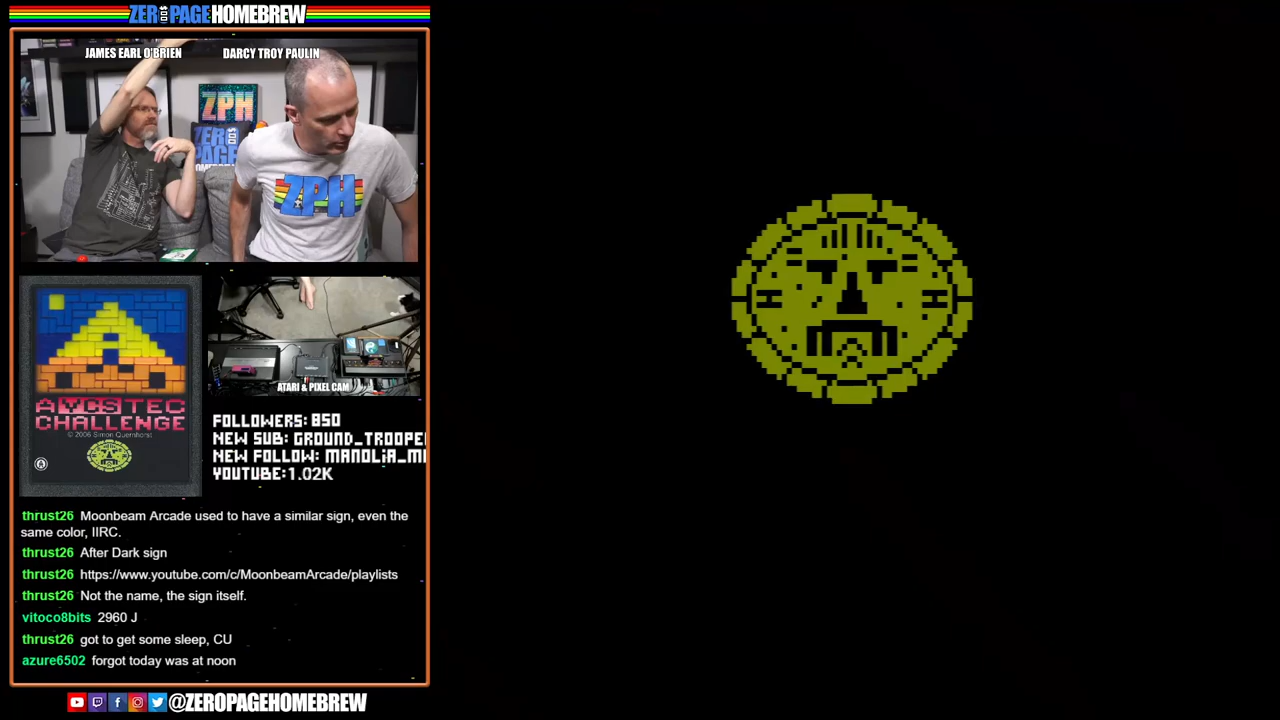 ZERO PAGE HOMEBREW
JAMES EARL O'BRIEN
DARCY TROY PAULIN
ZPH
ZPH
ATARI & PIXEL CAM
AVCSTEC
CHALLENGE
© 2006 Simon Quernhorst
FOLLOWERS: 850
NEW SUB: GROUND_TROOPE
NEW FOLLOW: MANOLIA_M
YOUTUBE:1.02K
thrust26 Moonbeam Arcade used to have a similar sign, even the
same color, IIRC.
thrust26 After Dark sign
thrust26 https://www.youtube.com/c/MoonbeamArcade/playlists
thrust26 Not the name, the sign itself.
vitoco8bits 2960 J
thrust26 got to get some sleep, CU
azure6502 forgot today was at noon
@ZEROPAGEHOMEBREW